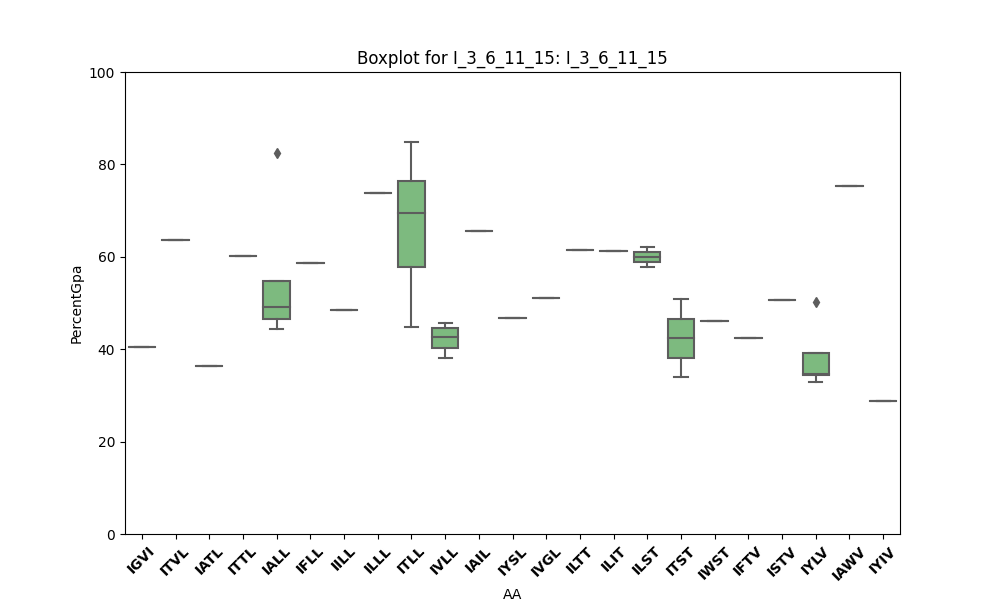 Boxplot for I_3_6_11_15: I_3_6_11_15
100
80
60
40
20
0
PercentGpa
IGVI ITVL IATL ITTL IALL IFLL IILL ILLL ITLL IVLL IAIL IYSL IVGL ILTT ILIT ILST ITST IWST IFTV ISTV IYLV IAWV IYIV
AA